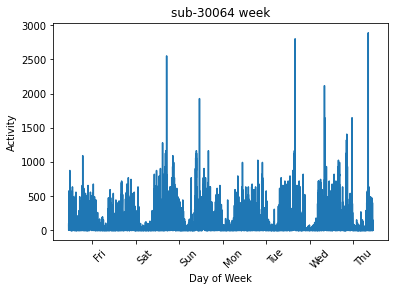 sub-30064 week
Activity
3000
2500
2000
1500
1000
500
0
Fri
Sat
Sun
Mon
Tue
Wed
Thu
Day of Week